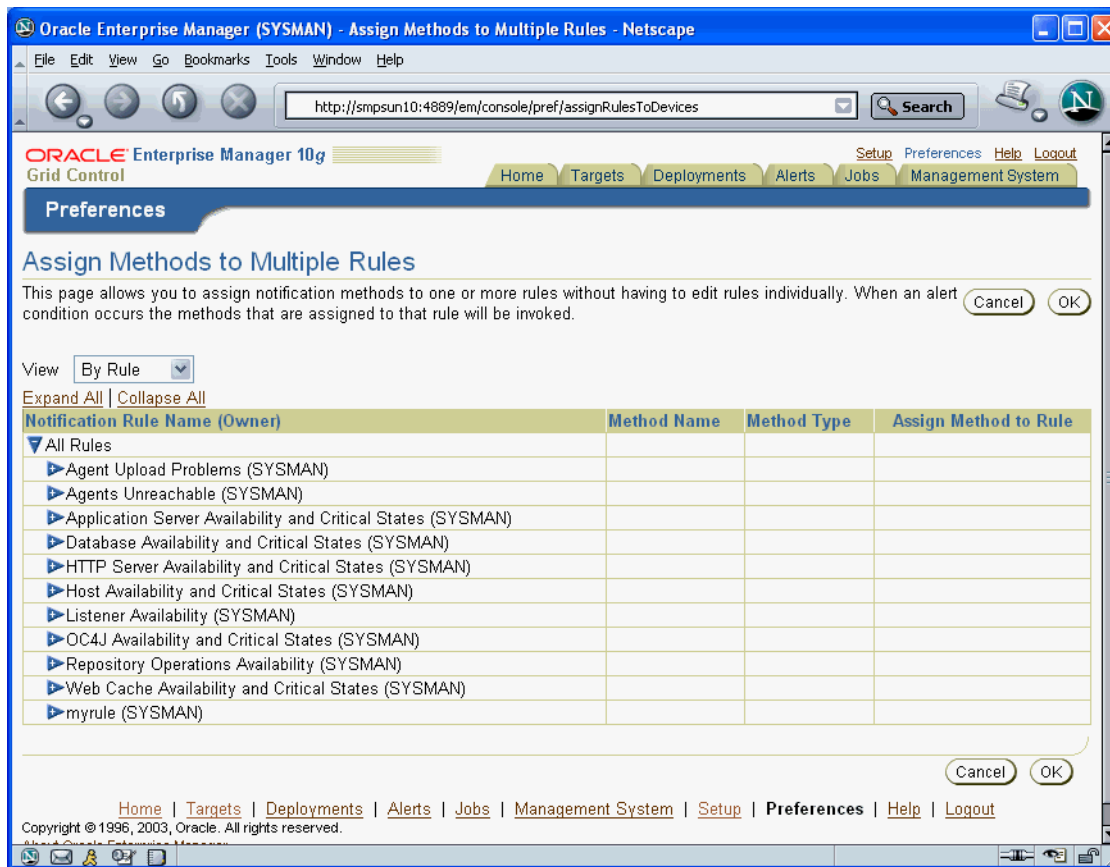 Oracle Enterprise Manager (SYSMAN) - Assign Methods to Multiple Rules - Netscape
File Edit View Go Bookmarks Tools Window Help
http://smpsun10:4889/em/console/pref/assignRulesToDevices
Search
N
ORACLE Enterprise Manager 10g
Grid Control
Setup Preferences Help Logout
Home Targets Deployments Alerts Jobs Management System
Preferences
Assign Methods to Multiple Rules
This page allows you to assign notification methods to one or more rules without having to edit rules individually. When an alert
condition occurs the methods that are assigned to that rule will be invoked.
Cancel OK
View By Rule
Expand All | Collapse All
Notification Rule Name (Owner) Method Name Method Type Assign Method to Rule
All Rules
Agent Upload Problems (SYSMAN)
Agents Unreachable (SYSMAN)
Application Server Availability and Critical States (SYSMAN)
Database Availability and Critical States (SYSMAN)
HTTP Server Availability and Critical States (SYSMAN)
Host Availability and Critical States (SYSMAN)
Listener Availability (SYSMAN)
OC4J Availability and Critical States (SYSMAN)
Repository Operations Availability (SYSMAN)
Web Cache Availability and Critical States (SYSMAN)
myrule (SYSMAN)
Cancel OK
Home | Targets | Deployments | Alerts | Jobs | Management System | Setup | Preferences | Help | Logout
Copyright © 1996, 2003, Oracle. All rights reserved.
About Oracle Enterprise Manager